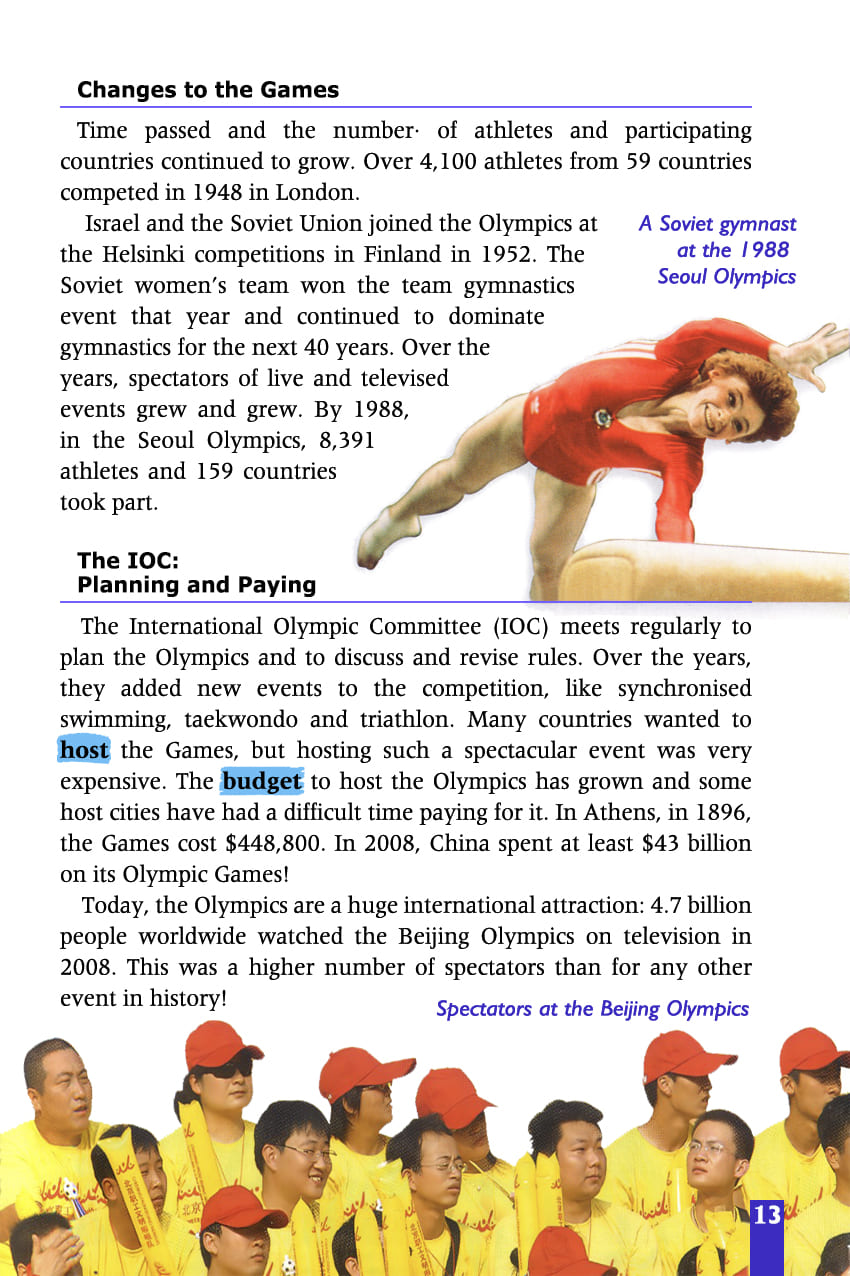 Changes to the Games
Time passed and the number· of athletes and participating
countries continued to grow. Over 4,100 athletes from 59 countries
competed in 1948 in London.
Israel and the Soviet Union joined the Olympics at
the Helsinki competitions in Finland in 1952. The
Soviet women's team won the team gymnastics
event that year and continued to dominate
gymnastics for the next 40 years. Over the
years, spectators of live and televised
events grew and grew. By 1988,
in the Seoul Olympics, 8,391
athletes and 159 countries
took part.
A Soviet gymnast
at the 1988
Seoul Olympics
The IOC:
Planning and Paying
The International Olympic Committee (IOC) meets regularly to
plan the Olympics and to discuss and revise rules. Over the years,
they added new events to the competition, like synchronised
swimming, taekwondo and triathlon. Many countries wanted to
host the Games, but hosting such a spectacular event was very
expensive. The budget to host the Olympics has grown and some
host cities have had a difficult time paying for it. In Athens, in 1896,
the Games cost $448,800. In 2008, China spent at least $43 billion
on its Olympic Games!
Today, the Olympics are a huge international attraction: 4.7 billion
people worldwide watched the Beijing Olympics on television in
2008. This was a higher number of spectators than for any other
event in history!
Spectators at the Beijing Olympics
13